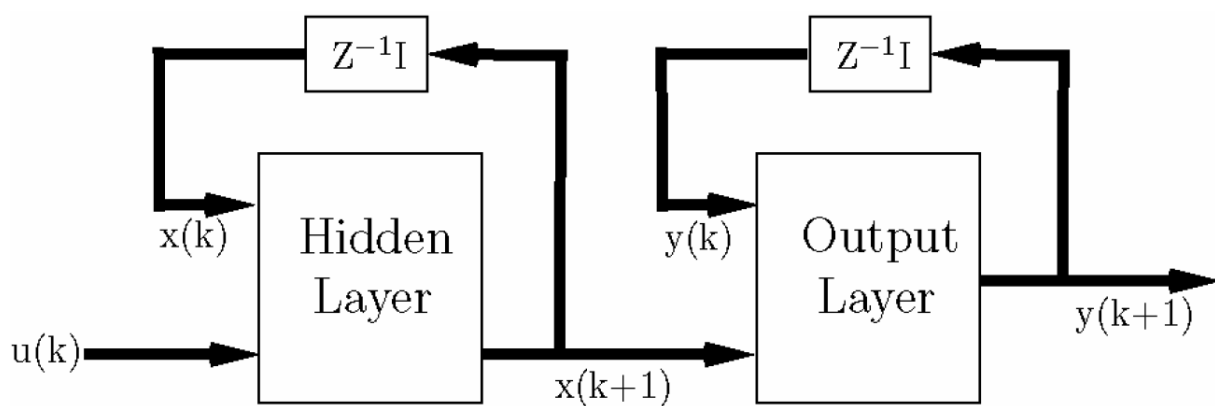 Z⁻¹I
Z⁻¹I
x(k)
Hidden
Layer
y(k)
Output
Layer
u(k)
x(k+1)
y(k+1)